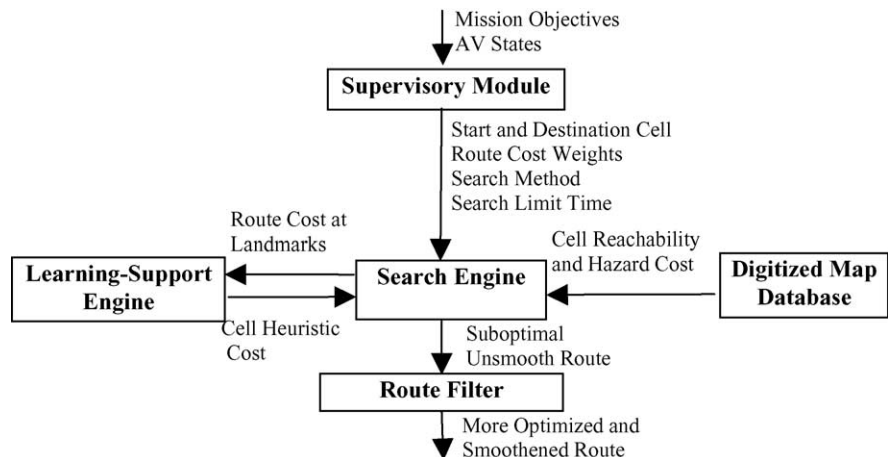 Mission Objectives
AV States
Supervisory Module
Start and Destination Cell
Route Cost Weights
Search Method
Search Limit Time
Route Cost at
Landmarks
Cell Reachability
and Hazard Cost
Learning-Support
Engine
Search Engine
Digitized Map
Database
Cell Heuristic
Cost
Suboptimal
Unsmooth Route
Route Filter
More Optimized and
Smoothened Route